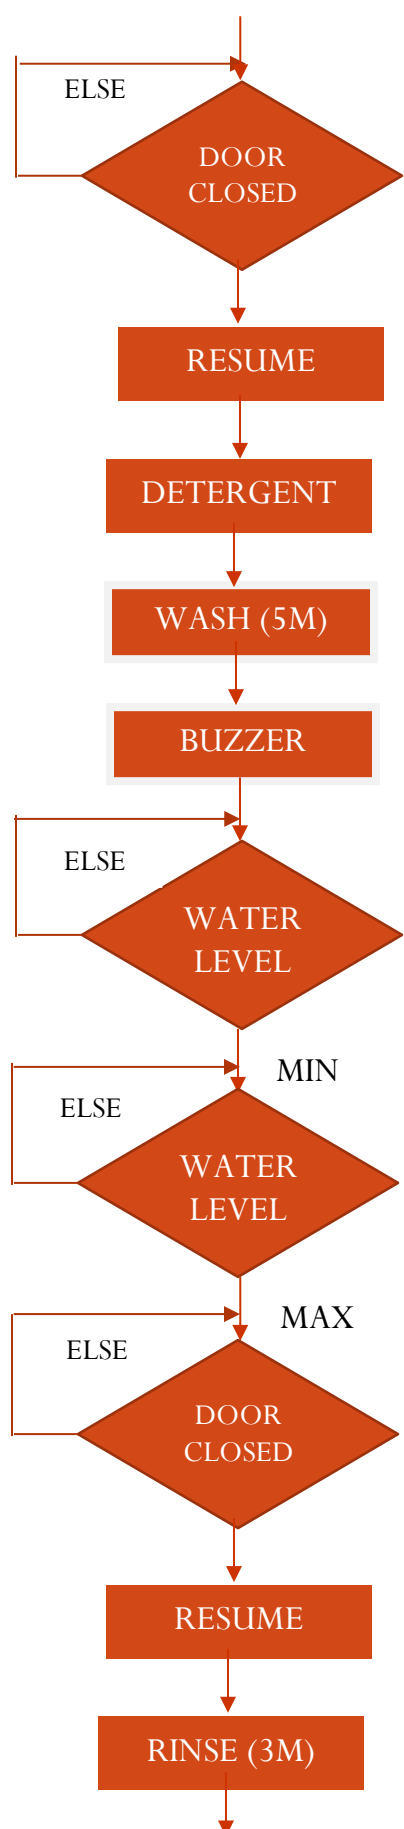 ELSE
DOOR
CLOSED
RESUME
DETERGENT
WASH (5M)
BUZZER
ELSE
WATER
LEVEL
MIN
ELSE
WATER
LEVEL
MAX
ELSE
DOOR
CLOSED
RESUME
RINSE (3M)